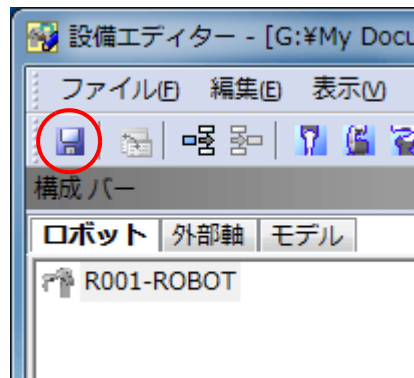 設備エディター - [G:¥My Docu
ファイル(F) 編集(E) 表示(V)
構成 バー
ロボット 外部軸 モデル
R001-ROBOT